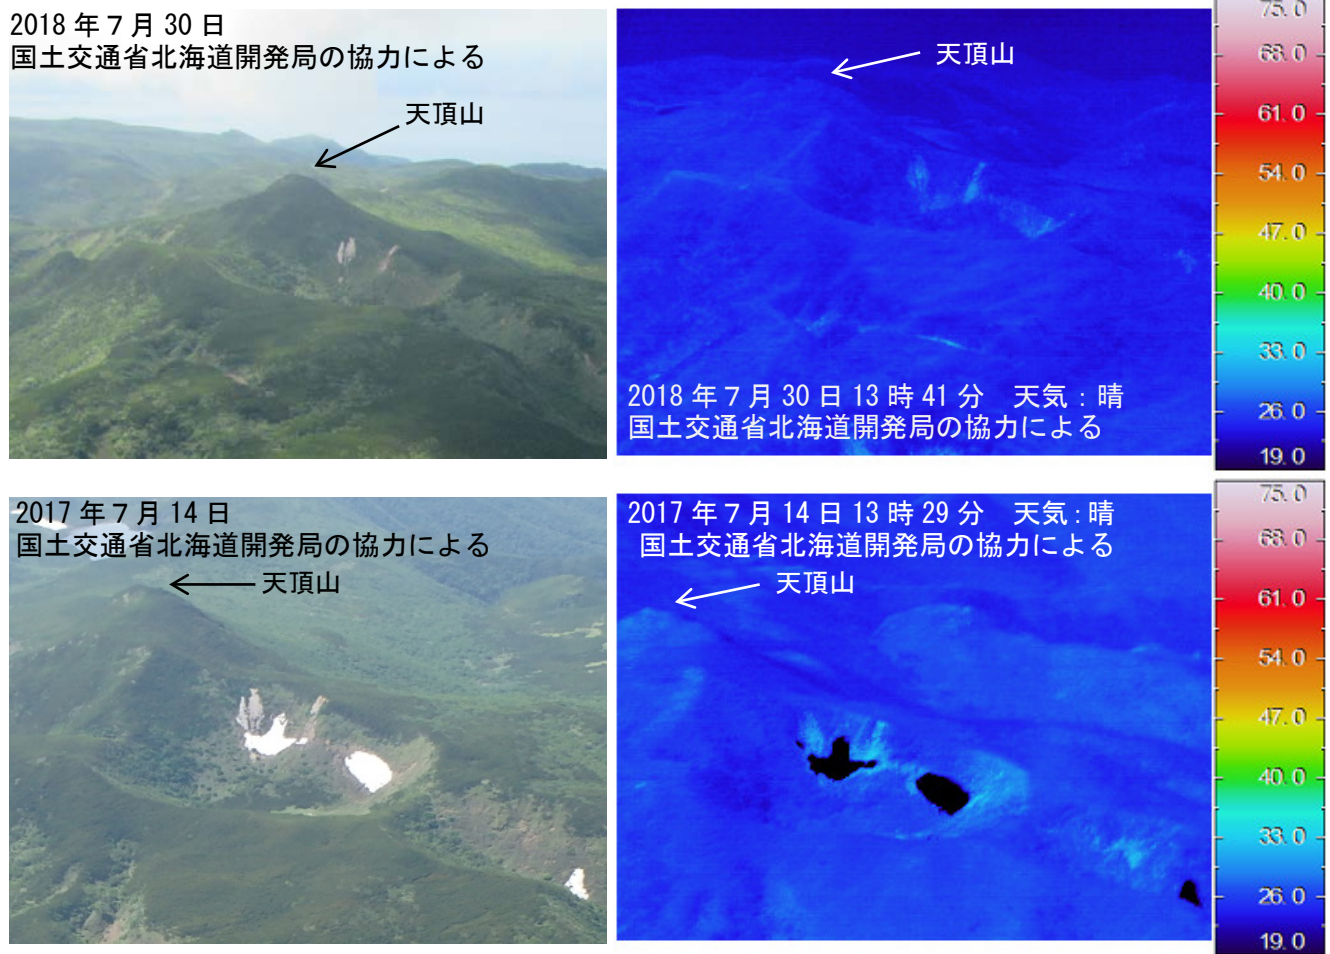 2018 年 7 月 30 日
国土交通省北海道開発局の協力による
天頂山
天頂山
2018 年 7 月 30 日 13 時 41 分　天気：晴
国土交通省北海道開発局の協力による
75.0
68.0
61.0
54.0
47.0
40.0
33.0
26.0
19.0
2017 年 7 月 14 日
国土交通省北海道開発局の協力による
天頂山
2017 年 7 月 14 日 13 時 29 分　天気：晴
国土交通省北海道開発局の協力による
天頂山
75.0
68.0
61.0
54.0
47.0
40.0
33.0
26.0
19.0